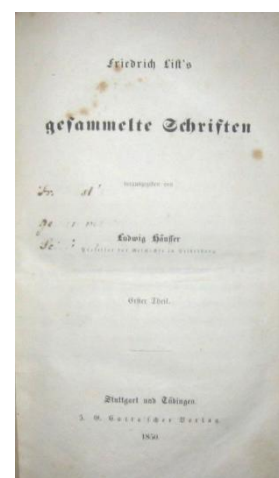 Friedrich List's
gesammelte Schriften
herausgegeben von
Ludwig Häusser
Professor der Geschichte in Heidelberg
Erster Theil.
Stuttgart und Tübingen
J. G. Cotta'scher Verlag
1850